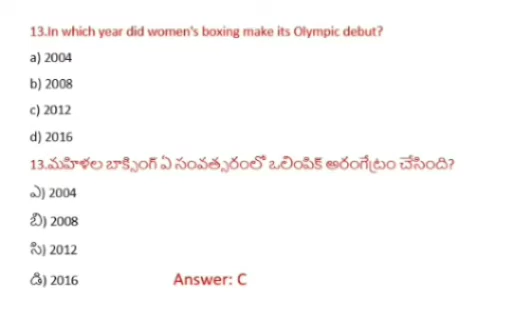 13.In which year did women's boxing make its Olympic debut?
a) 2004
b) 2008
c) 2012
d) 2016
13.మహిళల బాక్సింగ్ ఏ సంవత్సరంలో ఒలింపిక్ అరంగేట్రం చేసింది?
ఎ) 2004
బి) 2008
సి) 2012
డి) 2016 Answer: C